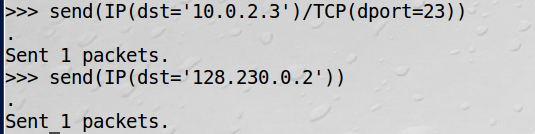 >>> send(IP(dst='10.0.2.3')/TCP(dport=23))
.
Sent 1 packets.
>>> send(IP(dst='128.230.0.2'))
.
Sent 1 packets.